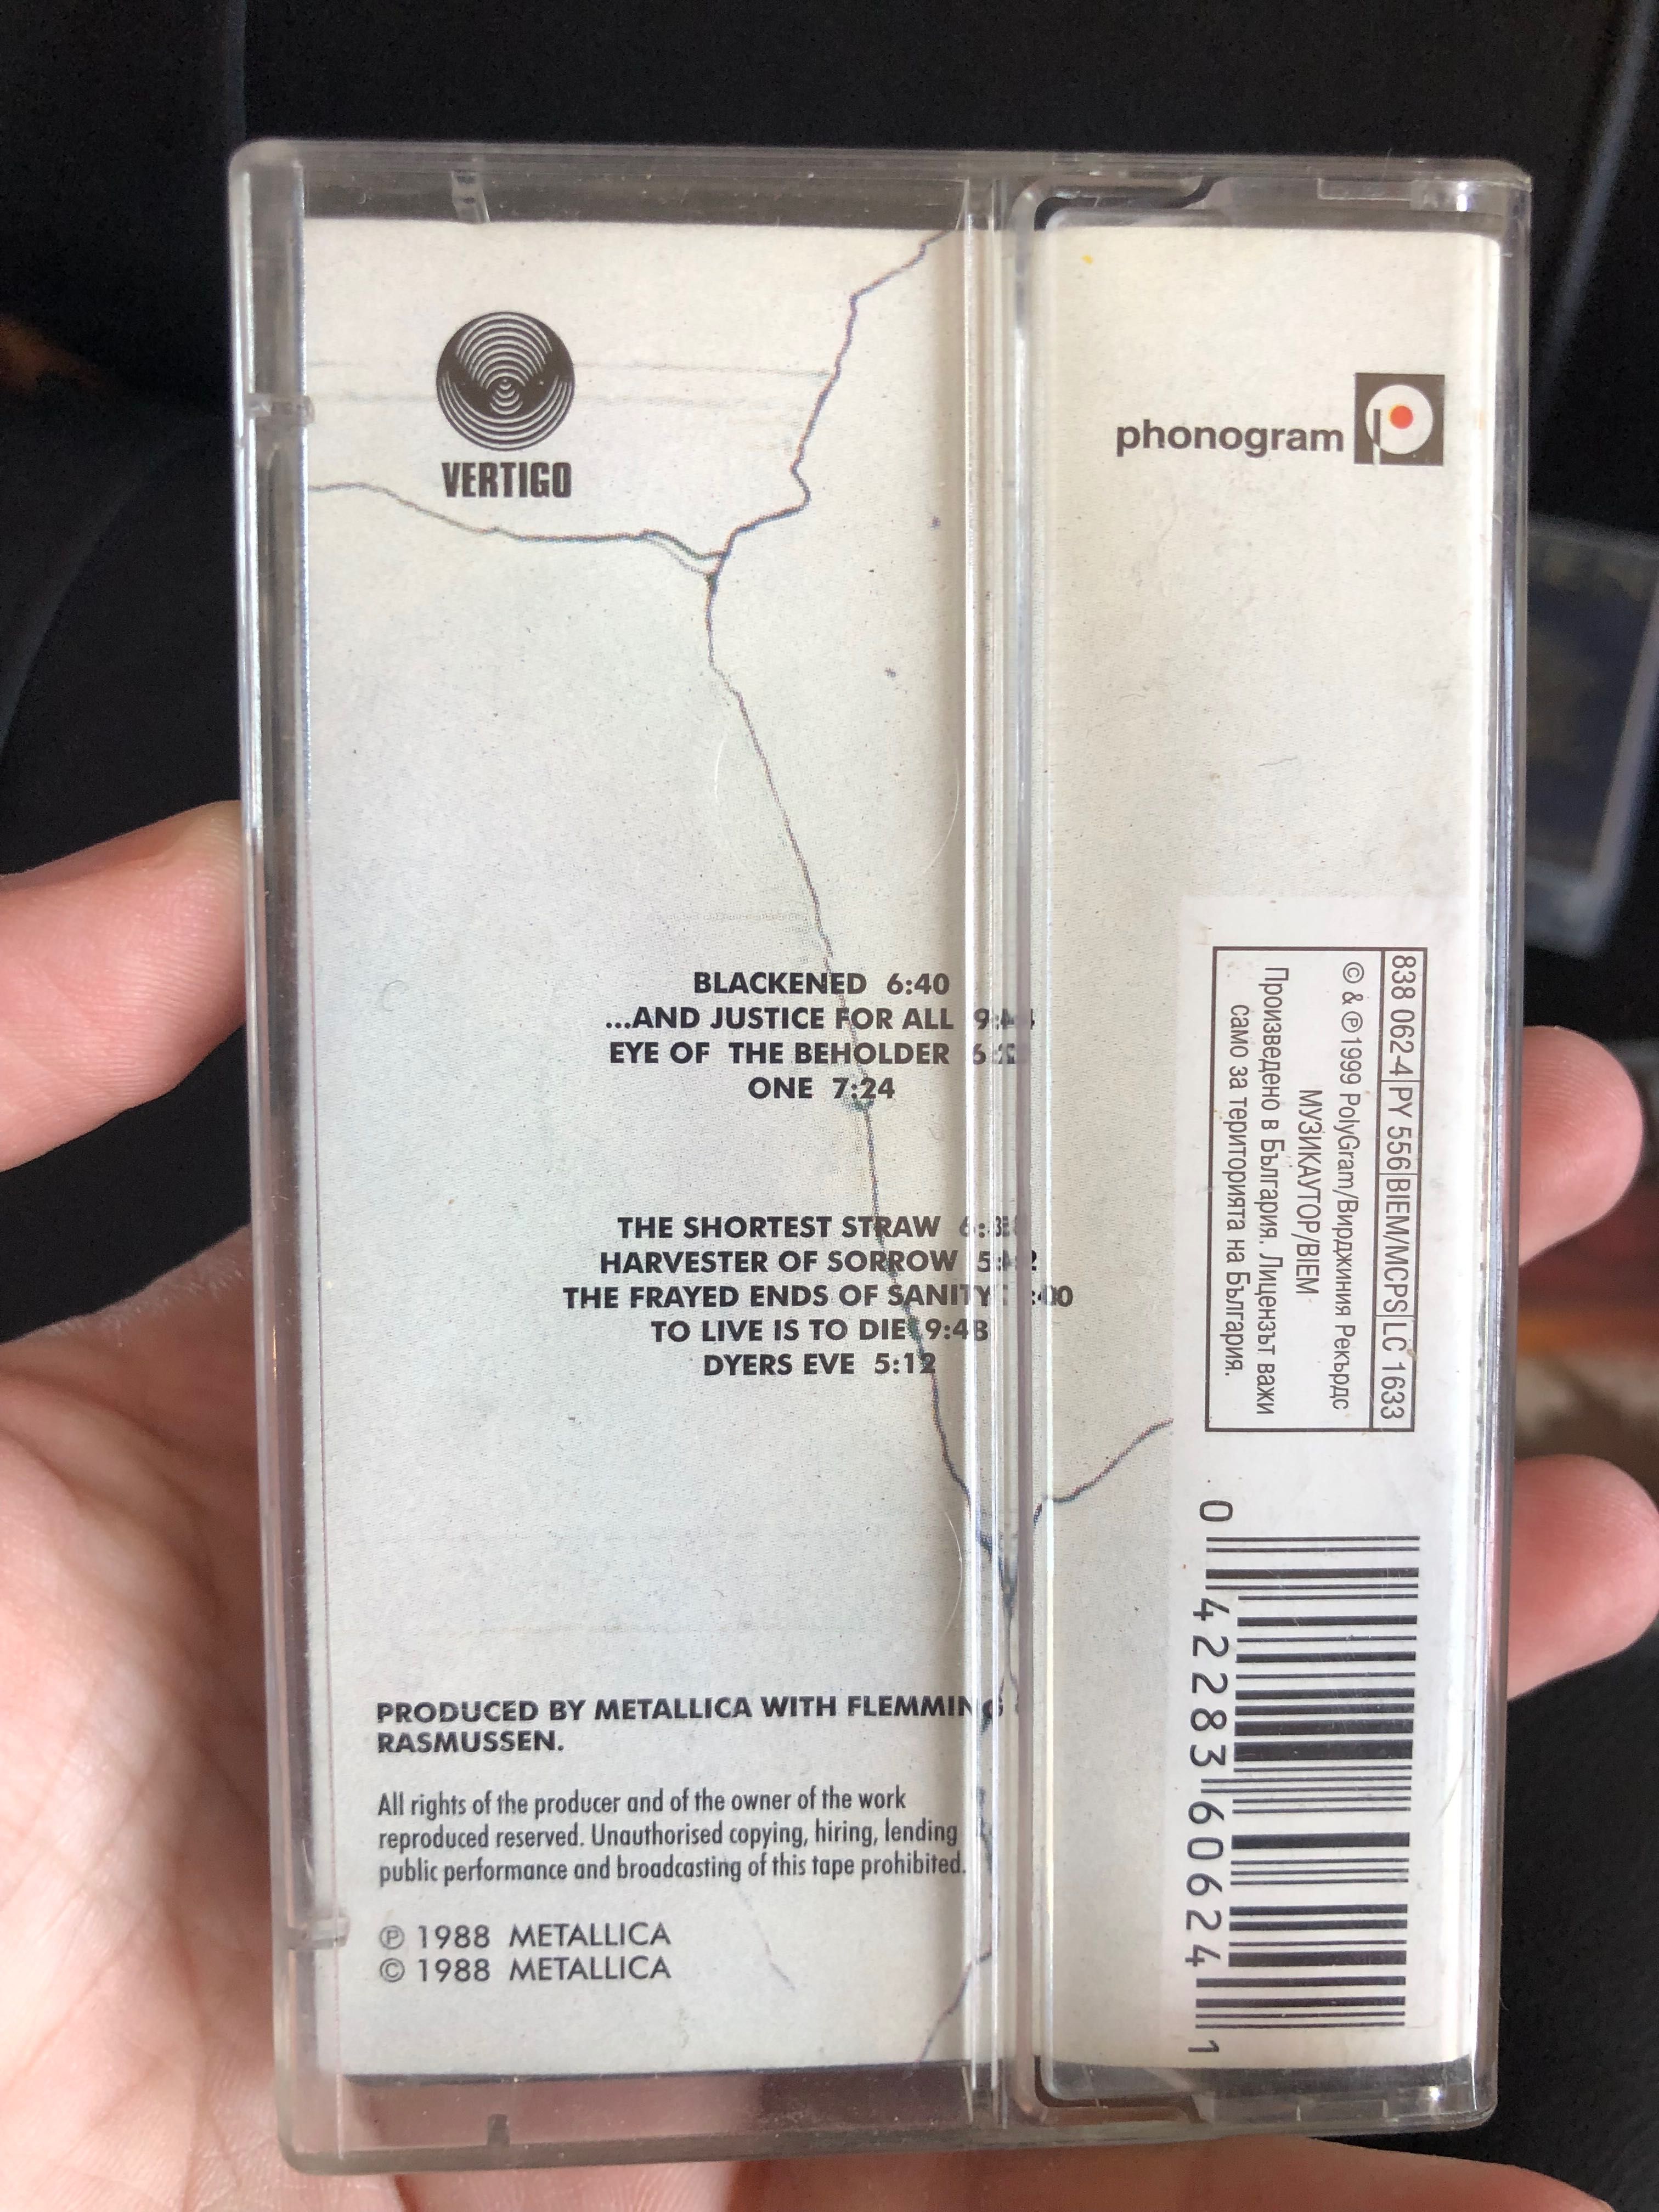 VERTIGO
phonogram
BLACKENED 6:40
...AND JUSTICE FOR ALL
EYE OF THE BEHOLDER
ONE 7:24
THE SHORTEST STRAW
HARVESTER OF SORROW
THE FRAYED ENDS OF SANITY
TO LIVE IS TO DIE 9:48
DYERS EVE 5:12
PRODUCED BY METALLICA WITH FLEMMING
RASMUSSEN.
All rights of the producer and of the owner of the work
reproduced reserved. Unauthorised copying, hiring, lending
public performance and broadcasting of this tape prohibited.
℗ 1988 METALLICA
© 1988 METALLICA
838 062-4 PY 556 BIEM/MCPS LC 1633
© & ℗1999 PolyGram/Вирджиния Рекърдс
МУЗИКАУТОР/BIEM
Произведено в България. Лицензът важи
само за територията на България.
0 42283 60624 1